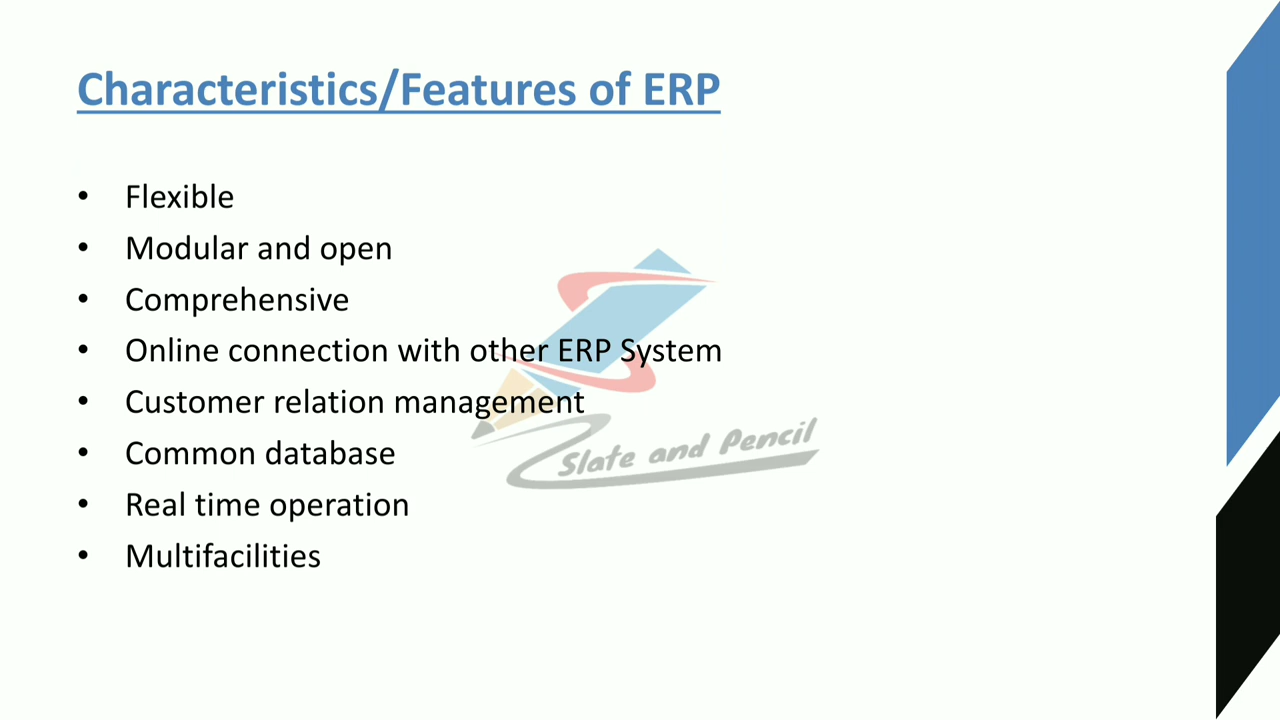 Characteristics/Features of ERP
• Flexible
• Modular and open
• Comprehensive
• Online connection with other ERP System
• Customer relation management
• Common database
• Real time operation
• Multifacilities
Slate and Pencil